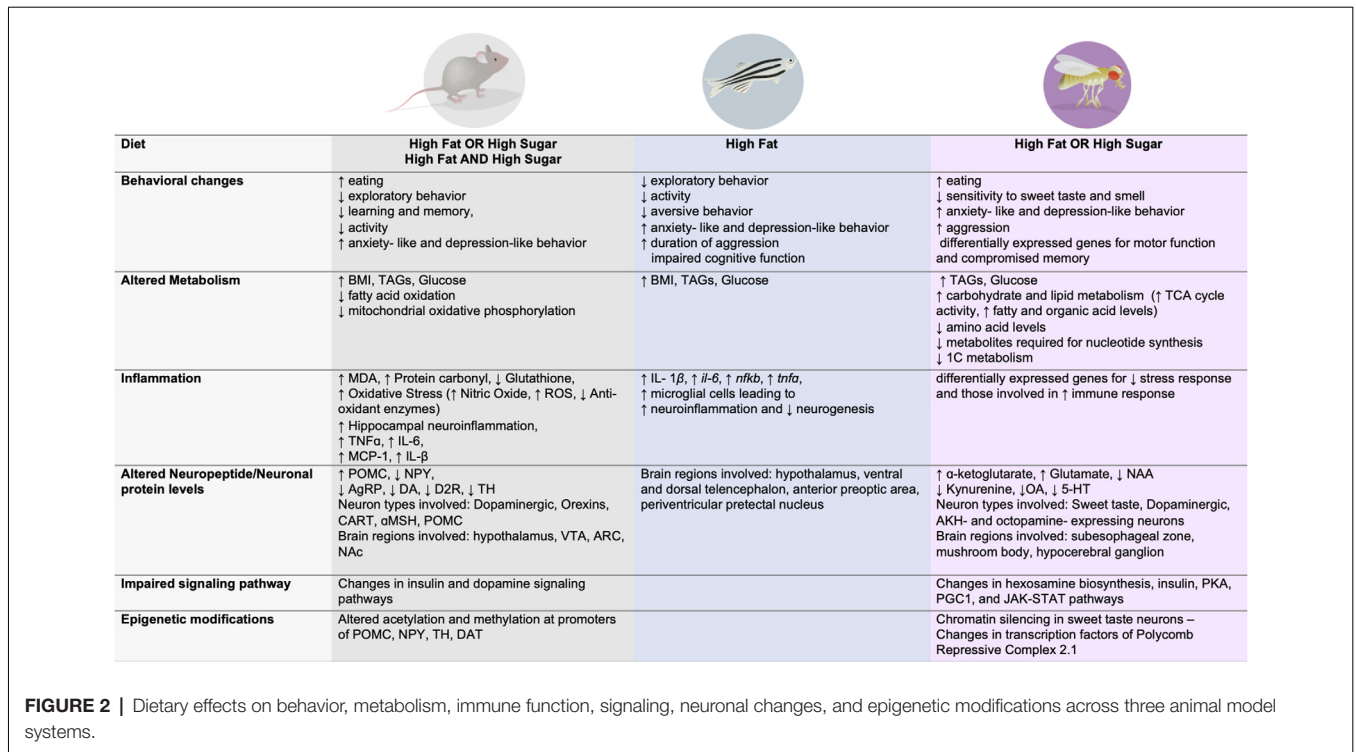 Diet
High Fat OR High Sugar
High Fat AND High Sugar
High Fat
High Fat OR High Sugar
Behavioral changes
↑ eating
↓ exploratory behavior
↓ learning and memory,
↓ activity
↑ anxiety- like and depression-like behavior
↓ exploratory behavior
↓ activity
↓ aversive behavior
↑ anxiety- like and depression-like behavior
↑ duration of aggression
impaired cognitive function
↑ eating
↓ sensitivity to sweet taste and smell
↑ anxiety- like and depression-like behavior
↑ aggression
differentially expressed genes for motor function
and compromised memory
Altered Metabolism
↑ BMI, TAGs, Glucose
↓ fatty acid oxidation
↓ mitochondrial oxidative phosphorylation
↑ BMI, TAGs, Glucose
↑ TAGs, Glucose
↑ carbohydrate and lipid metabolism (↑ TCA cycle
activity, ↑ fatty and organic acid levels)
↓ amino acid levels
↓ metabolites required for nucleotide synthesis
↓ 1C metabolism
Inflammation
↑ MDA, ↑ Protein carbonyl, ↓ Glutathione,
↑ Oxidative Stress (↑ Nitric Oxide, ↑ ROS, ↓ Anti-
oxidant enzymes)
↑ Hippocampal neuroinflammation,
↑ TNFα, ↑ IL-6,
↑ MCP-1, ↑ IL-β
↑ IL- 1β, ↑ il-6, ↑ nfkb, ↑ tnfα,
↑ microglial cells leading to
↑ neuroinflammation and ↓ neurogenesis
differentially expressed genes for ↓ stress response
and those involved in ↑ immune response
Altered Neuropeptide/Neuronal
protein levels
↑ POMC, ↓ NPY,
↓ AgRP, ↓ DA, ↓ D2R, ↓ TH
Neuron types involved: Dopaminergic, Orexins,
CART, αMSH, POMC
Brain regions involved: hypothalamus, VTA, ARC,
NAc
Brain regions involved: hypothalamus, ventral
and dorsal telencephalon, anterior preoptic area,
periventricular pretectal nucleus
↑ α-ketoglutarate, ↑ Glutamate, ↓ NAA
↓ Kynurenine, ↓OA, ↓ 5-HT
Neuron types involved: Sweet taste, Dopaminergic,
AKH- and octopamine- expressing neurons
Brain regions involved: subesophageal zone,
mushroom body, hypocerebral ganglion
Impaired signaling pathway
Changes in insulin and dopamine signaling
pathways
Changes in hexosamine biosynthesis, insulin, PKA,
PGC1, and JAK-STAT pathways
Epigenetic modifications
Altered acetylation and methylation at promoters
of POMC, NPY, TH, DAT
Chromatin silencing in sweet taste neurons –
Changes in transcription factors of Polycomb
Repressive Complex 2.1
FIGURE 2 | Dietary effects on behavior, metabolism, immune function, signaling, neuronal changes, and epigenetic modifications across three animal model
systems.